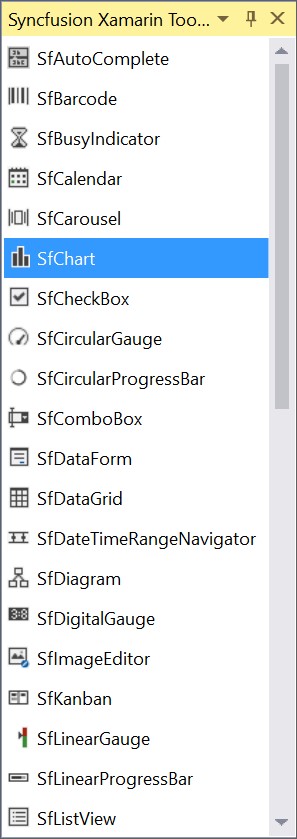 Syncfusion Xamarin Too...
SfAutoComplete
SfBarcode
SfBusyIndicator
SfCalendar
SfCarousel
SfChart
SfCheckBox
SfCircularGauge
SfCircularProgressBar
SfComboBox
SfDataForm
SfDataGrid
SfDateTimeRangeNavigator
SfDiagram
SfDigitalGauge
SfImageEditor
SfKanban
SfLinearGauge
SfLinearProgressBar
SfListView